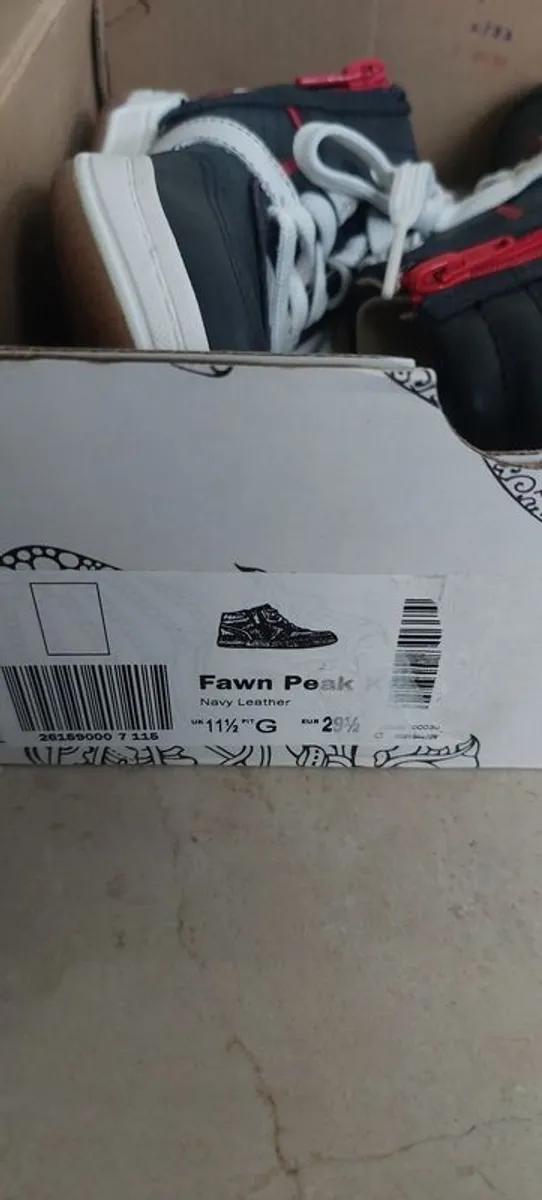 Fawn Peak K
Navy Leather
UK 11½ FIT G EUR 29½
26159000 7 115